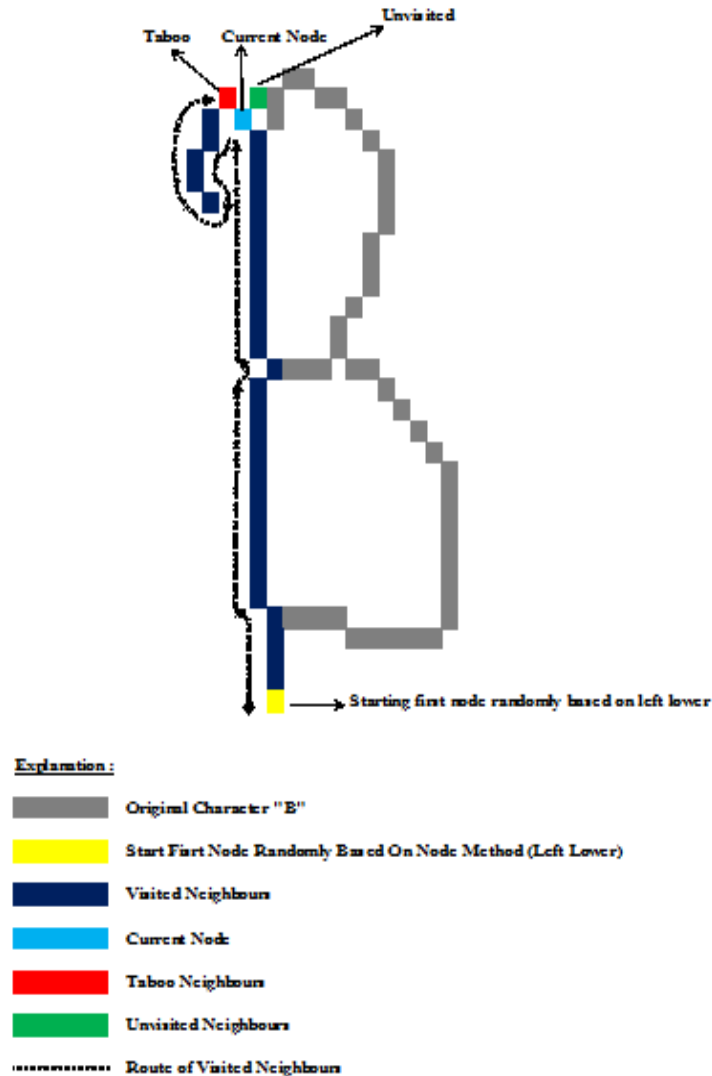 Unvisited
Taboo Current Node
Starting first node randomly based on left lower
Explanation :
Original Character "B"
Start Fisrt Node Randomly Based On Node Method (Left Lower)
Visited Neighbours
Current Node
Taboo Neighbours
Unvisited Neighbours
Route of Visited Neighbours